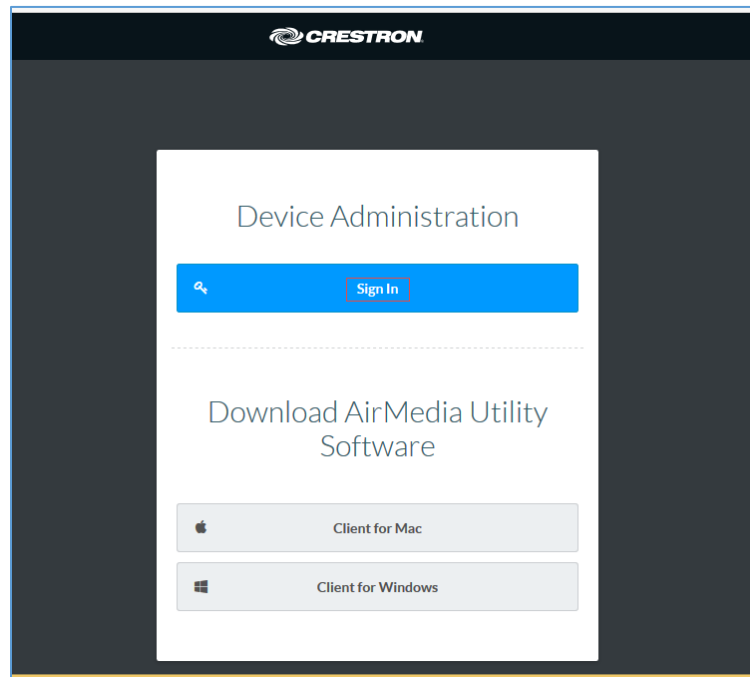 CRESTRON
Device Administration
Sign In
Download AirMedia Utility
Software
Client for Mac
Client for Windows